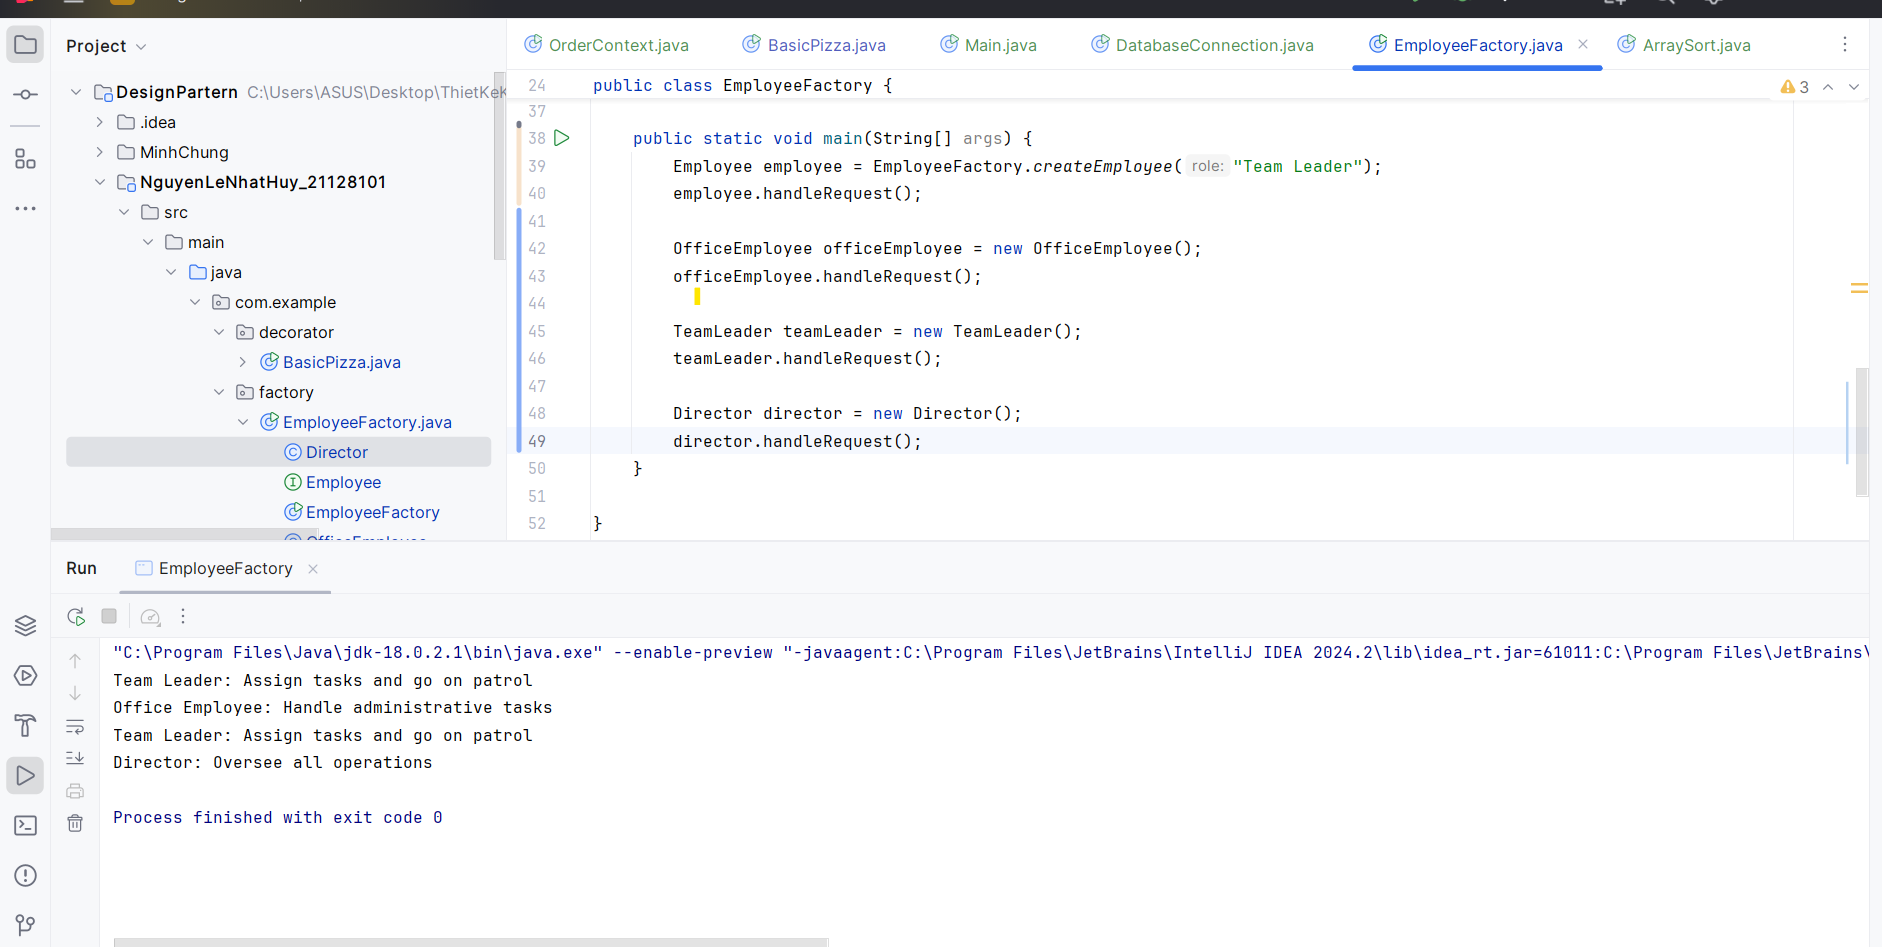 Project
OrderContext.java
BasicPizza.java
Main.java
DatabaseConnection.java
EmployeeFactory.java
ArraySort.java
DesignPartern C:\Users\ASUS\Desktop\ThietKeK
.idea
MinhChung
NguyenLeNhatHuy_21128101
src
main
java
com.example
decorator
BasicPizza.java
factory
EmployeeFactory.java
Director
Employee
EmployeeFactory
OfficeEmployee
24 public class EmployeeFactory {
3
37
38 public static void main(String[] args) {
39 Employee employee = EmployeeFactory.createEmployee( role: "Team Leader");
40 employee.handleRequest();
41
42 OfficeEmployee officeEmployee = new OfficeEmployee();
43 officeEmployee.handleRequest();
44
45 TeamLeader teamLeader = new TeamLeader();
46 teamLeader.handleRequest();
47
48 Director director = new Director();
49 director.handleRequest();
50 }
51
52 }
Run EmployeeFactory
"C:\Program Files\Java\jdk-18.0.2.1\bin\java.exe" --enable-preview "-javaagent:C:\Program Files\JetBrains\IntelliJ IDEA 2024.2\lib\idea_rt.jar=61011:C:\Program Files\JetBrains\
Team Leader: Assign tasks and go on patrol
Office Employee: Handle administrative tasks
Team Leader: Assign tasks and go on patrol
Director: Oversee all operations
Process finished with exit code 0